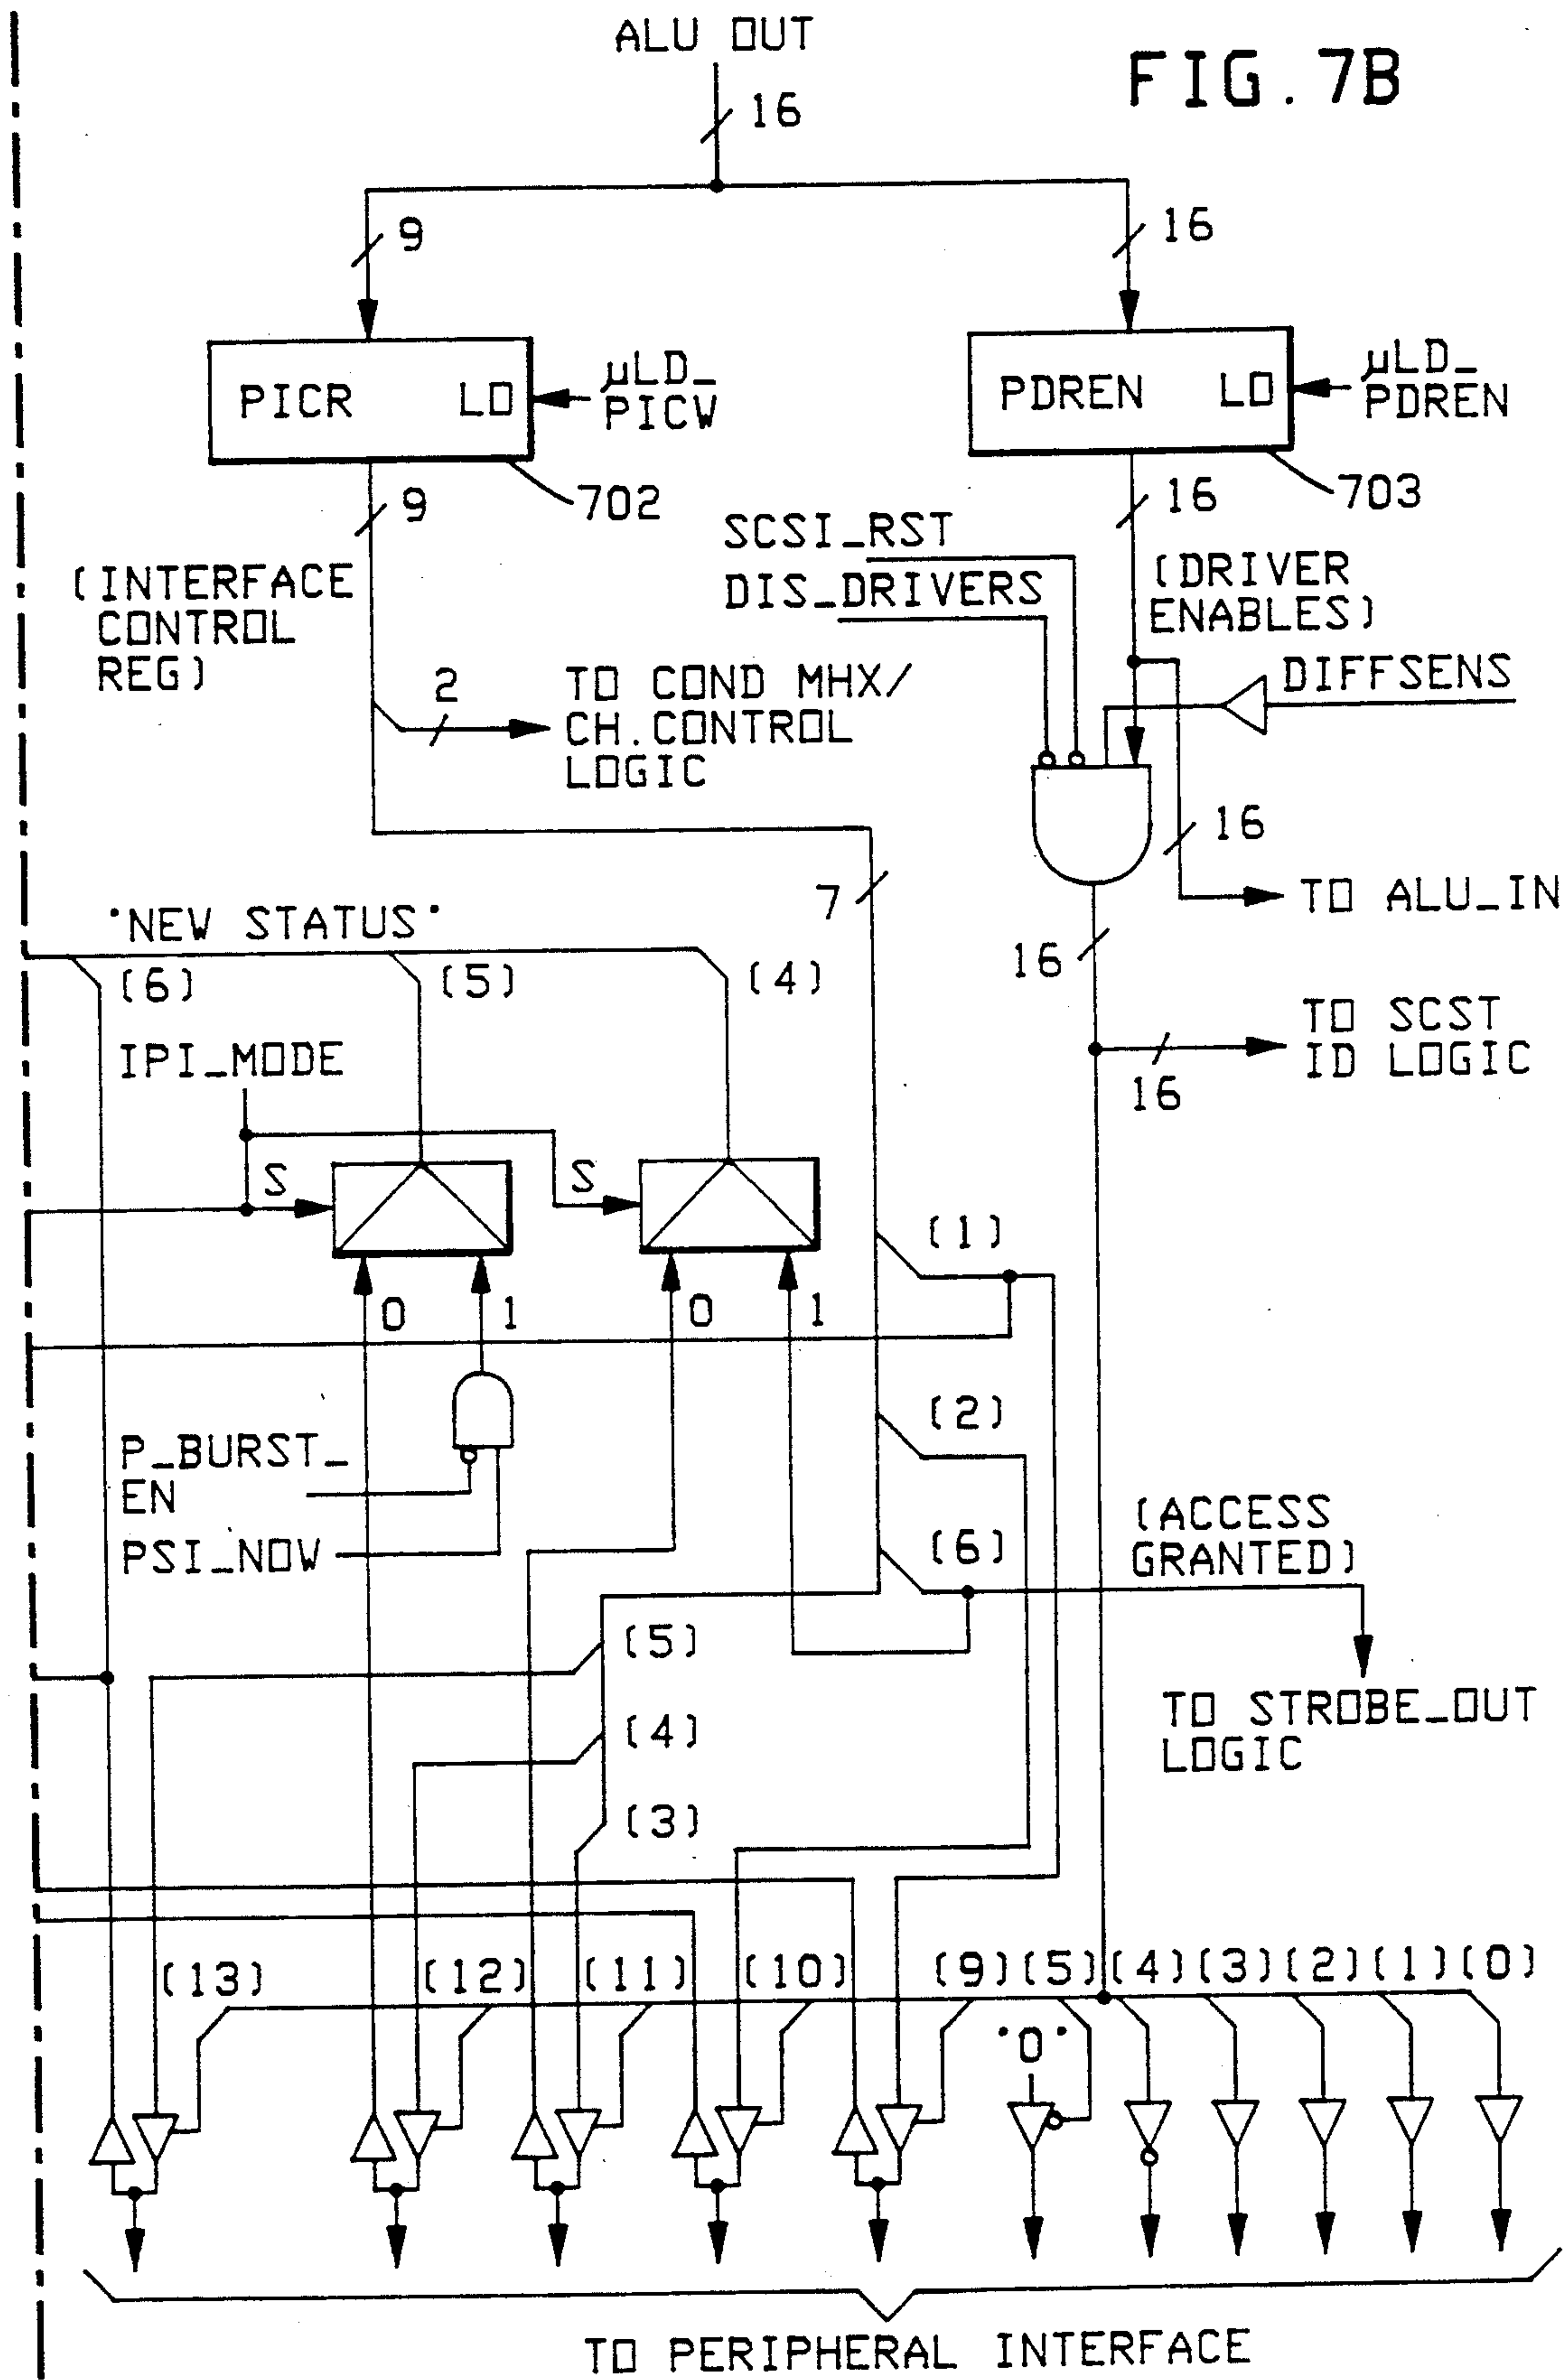 ALU OUT
FIG. 7B
16
9
16
PICR LD
µLD_
PICW
PDREN LD
µLD_
PDREN
702
703
9
16
SCSI_RST
DIS_DRIVERS
(INTERFACE
CONTROL
REG)
(DRIVER
ENABLES)
2
TO COND MHX/
CH.CONTROL
LOGIC
DIFFSENS
16
7
TO ALU_IN
"NEW STATUS"
16
(6)
(5)
(4)
IPI_MODE
TO SCST
ID LOGIC
16
S
S
(1)
0
1
0
1
(2)
P_BURST_
EN
PSI_NOW
(6)
(ACCESS
GRANTED)
(5)
(4)
TO STROBE_OUT
LOGIC
(3)
(13)
(12)
(11)
(10)
(9)
(5)
(4)
(3)
(2)
(1)
(0)
"0"
TO PERIPHERAL INTERFACE